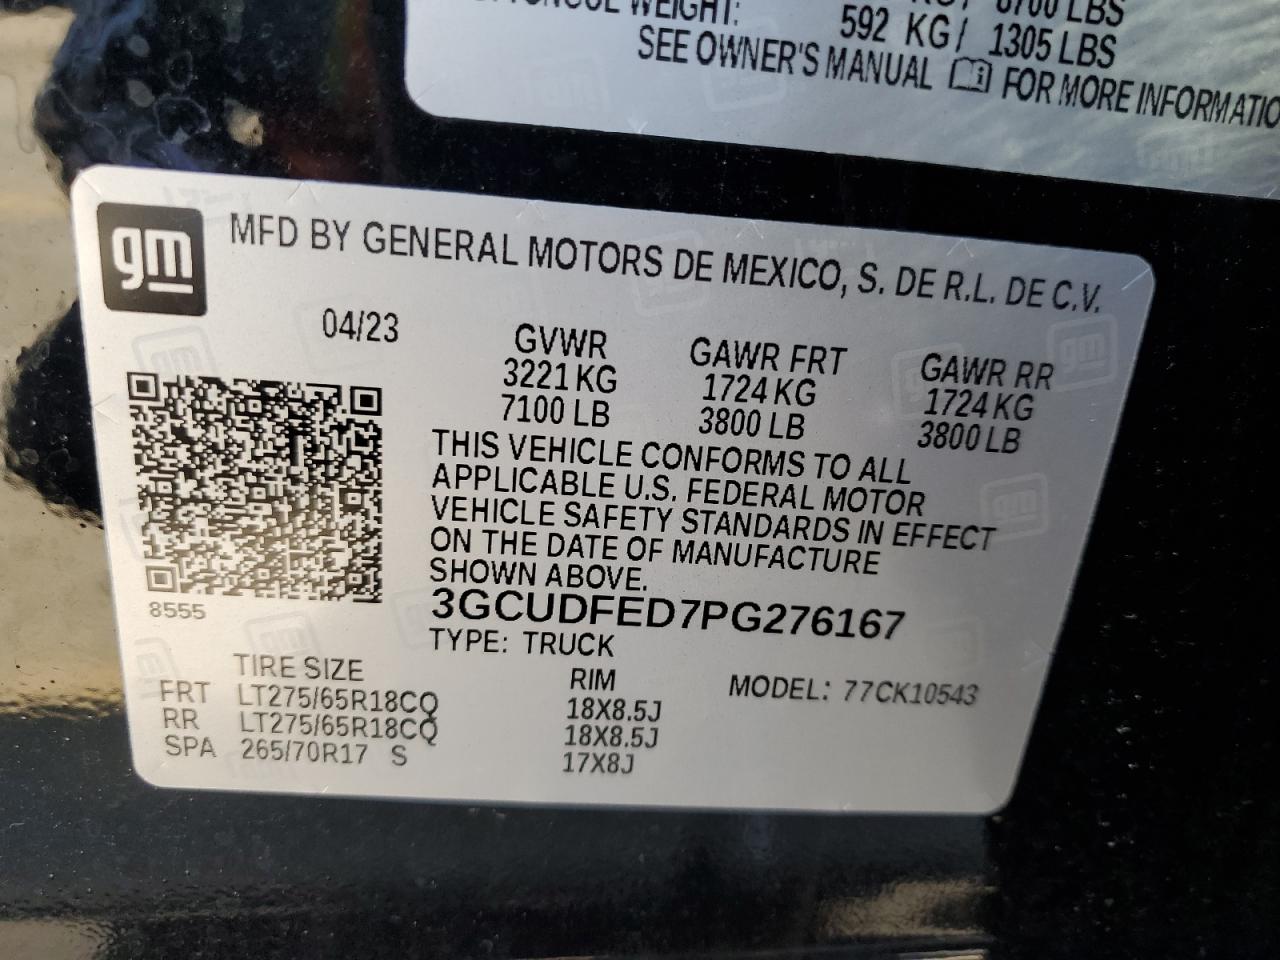 WEIGHT:
592 KG / 1305 LBS
SEE OWNER'S MANUAL FOR MORE INFORMATIO
gm
MFD BY GENERAL MOTORS DE MEXICO, S. DE R.L. DE C.V.
04/23
GVWR GAWR FRT GAWR RR
3221 KG 1724 KG 1724 KG
7100 LB 3800 LB 3800 LB
THIS VEHICLE CONFORMS TO ALL
APPLICABLE U.S. FEDERAL MOTOR
VEHICLE SAFETY STANDARDS IN EFFECT
ON THE DATE OF MANUFACTURE
SHOWN ABOVE.
8555
3GCUDFED7PG276167
TYPE: TRUCK
TIRE SIZE RIM MODEL: 77CK10543
FRT LT275/65R18CQ 18X8.5J
RR LT275/65R18CQ 18X8.5J
SPA 265/70R17 S 17X8J